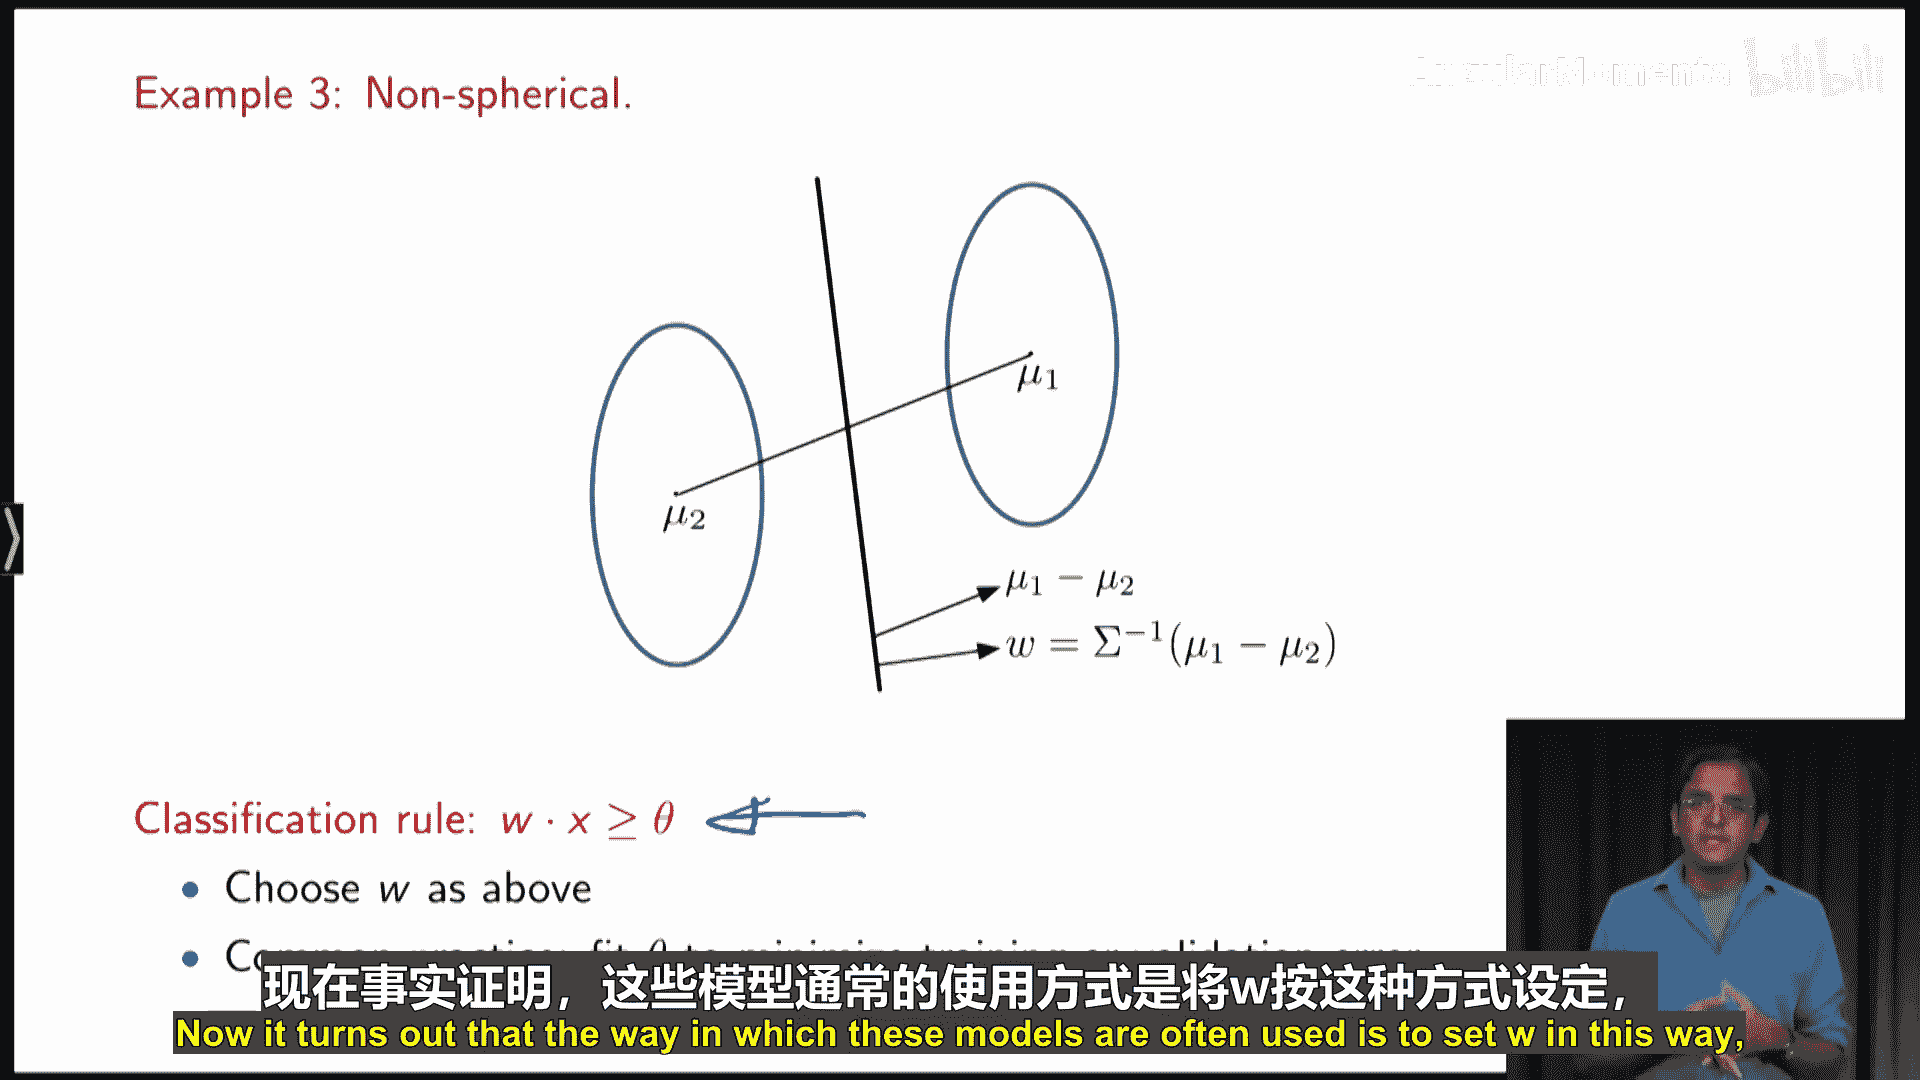 Example 3: Non-spherical.
bilibili
μ₁
μ₂
μ₁ − μ₂
w = Σ⁻¹(μ₁ − μ₂)
Classification rule: w · x ≥ θ
• Choose w as above
现在事实证明，这些模型通常的使用方式是将w按这种方式设定，
Now it turns out that the way in which these models are often used is to set w in this way,